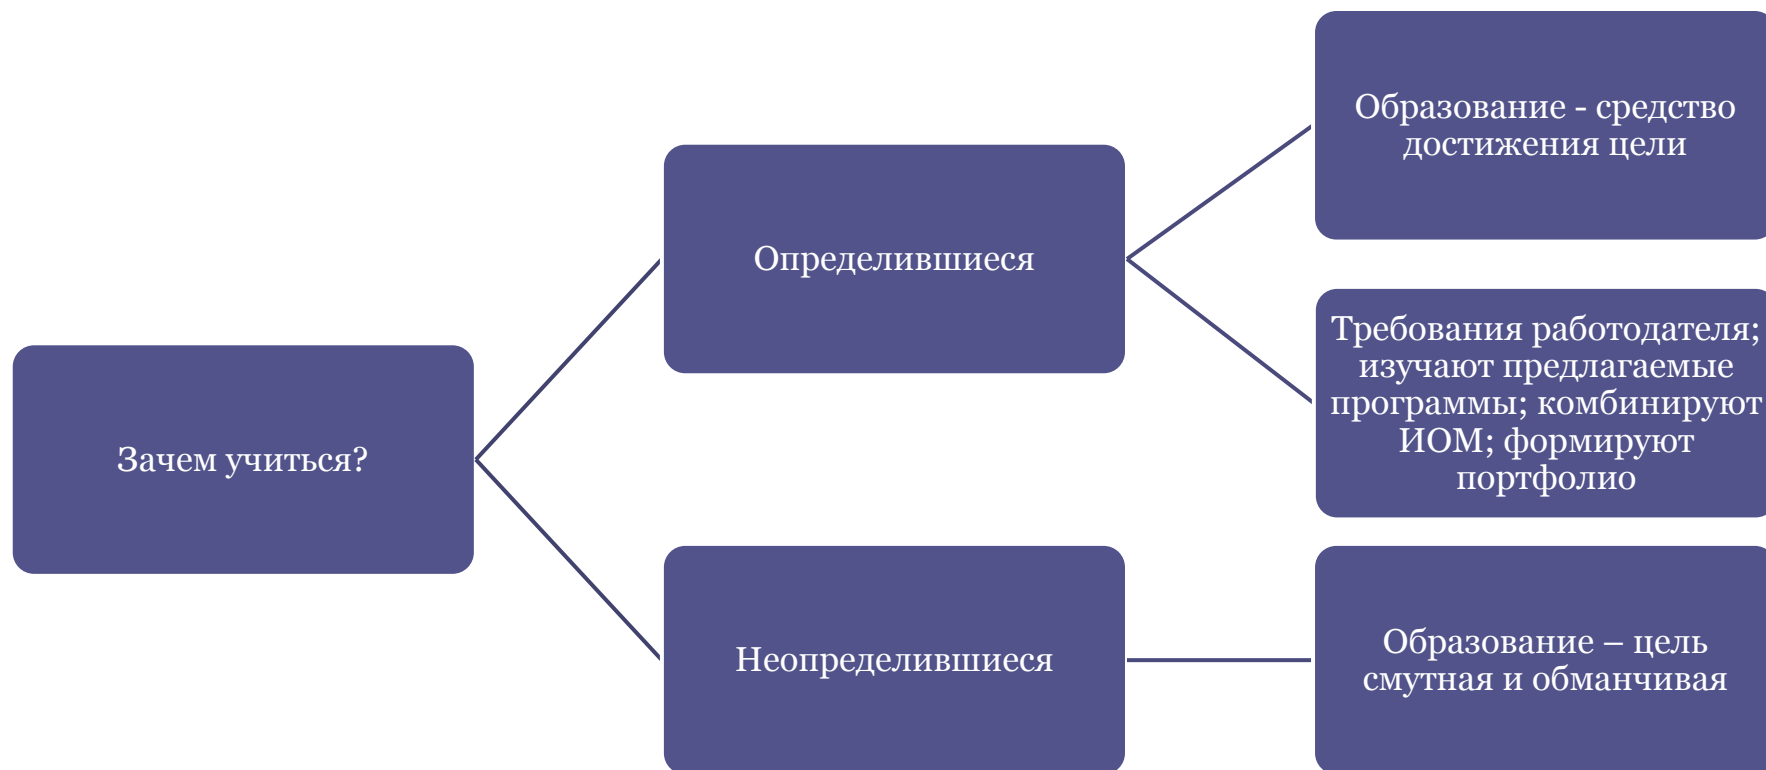 Зачем учиться?
Определившиеся
Образование - средство
достижения цели
Требования работодателя;
изучают предлагаемые
программы; комбинируют
ИОМ; формируют
портфолио
Неопределившиеся
Образование – цель
смутная и обманчивая